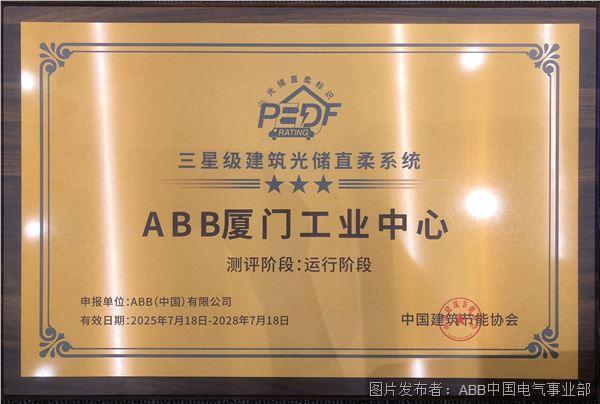 光储直柔标识
PEDF
RATING
三星级建筑光储直柔系统
ABB厦门工业中心
测评阶段:运行阶段
申报单位:ABB(中国)有限公司
有效日期:2025年7月18日-2028年7月18日
中国建筑节能协会
图片发布者:ABB中国电气事业部